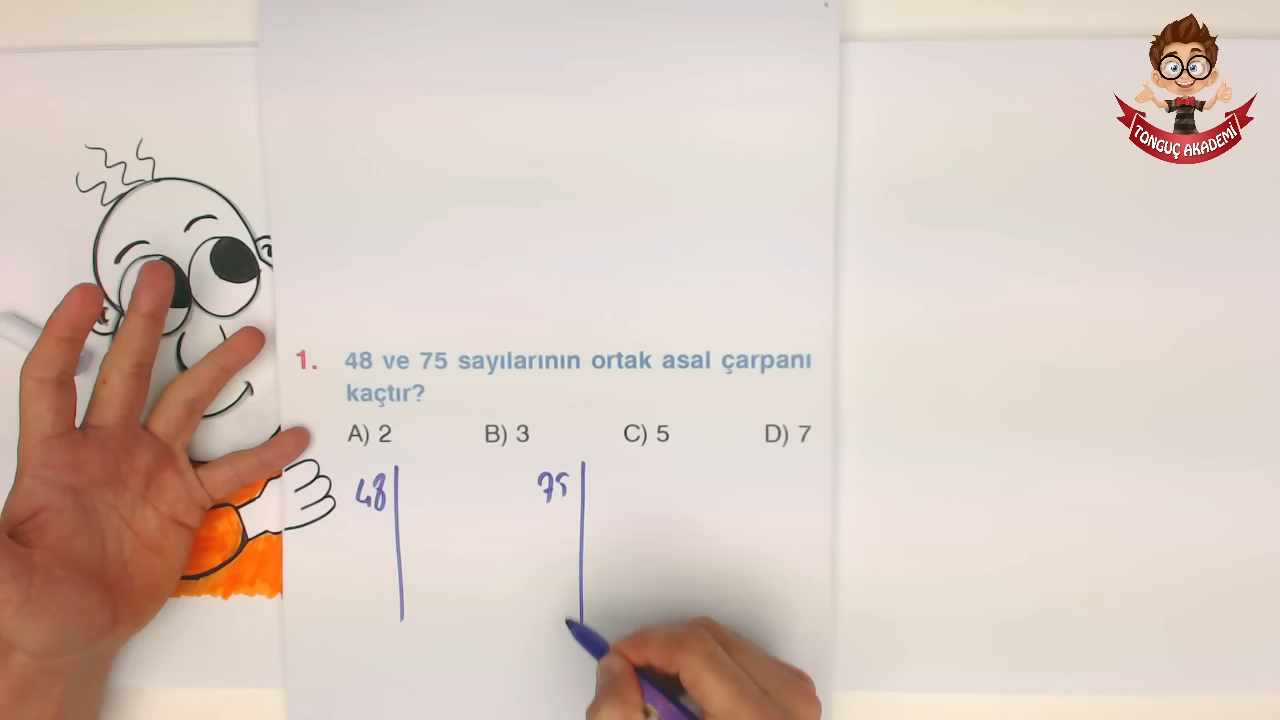 TONGUÇ AKADEMİ
1. 48 ve 75 sayılarının ortak asal çarpanı
kaçtır?
A) 2 B) 3 C) 5 D) 7
48 75